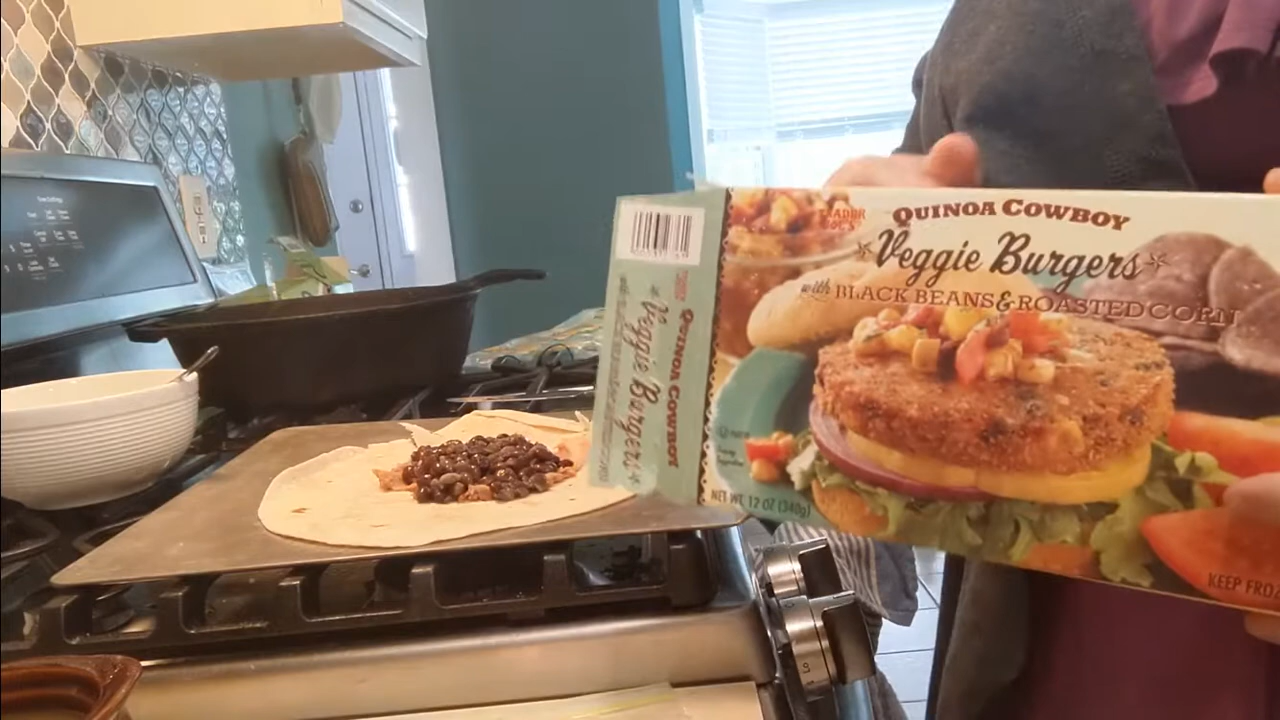 TRADER
JOE'S
QUINOA COWBOY
Veggie Burgers
with BLACK BEANS & ROASTED CORN
QUINOA COWBOY
Veggie Burgers
NET WT. 12 OZ (340g)
KEEP FRO
LO